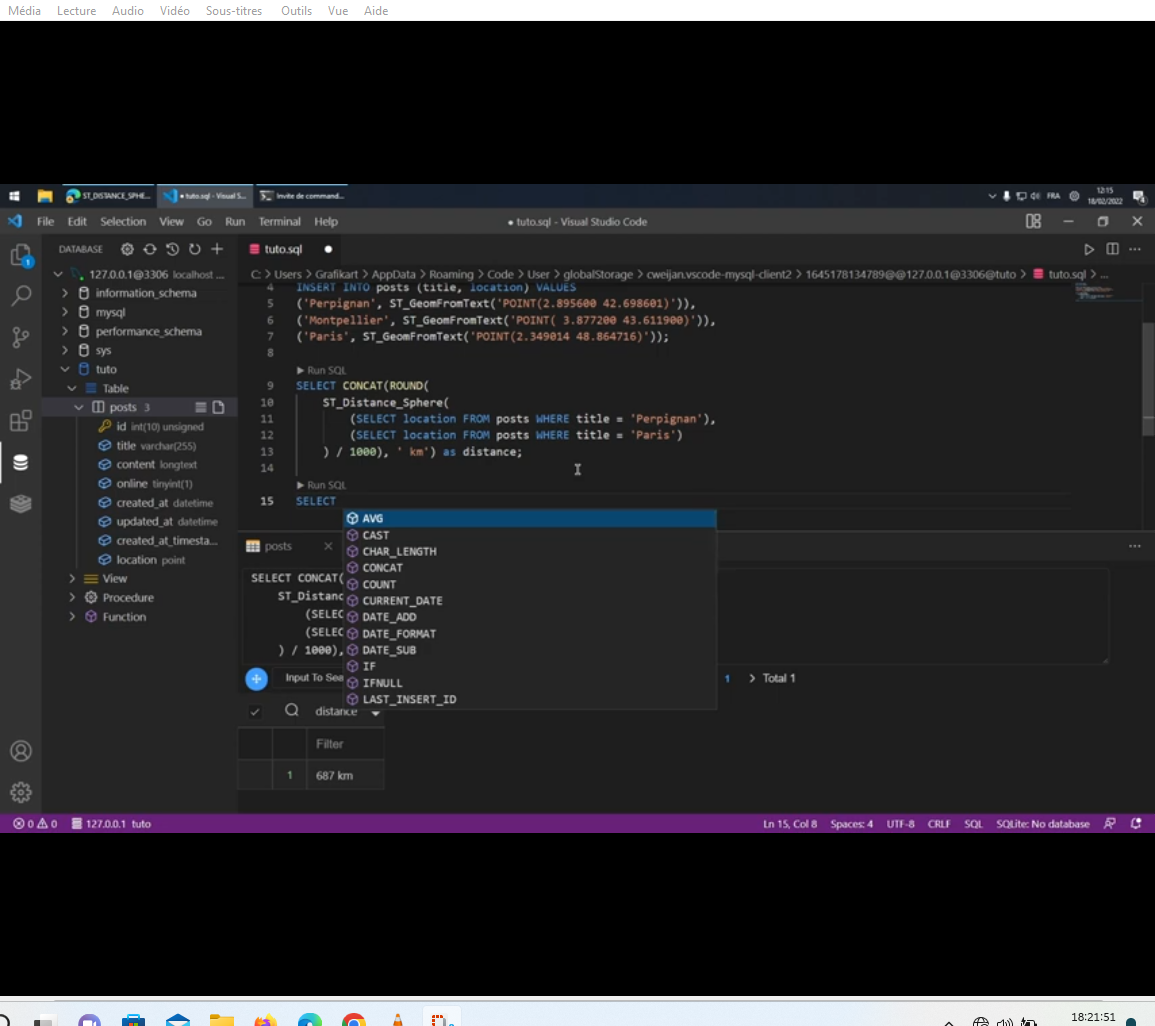 Média Lecture Audio Vidéo Sous-titres Outils Vue Aide
ST_DISTANCE_SPHE... tuto.sql - Visual S... Invite de command... FRA 12:15
18/02/2022
File Edit Selection View Go Run Terminal Help tuto.sql - Visual Studio Code
DATABASE
127.0.0.1@3306 localhost ...
information_schema
mysql
performance_schema
sys
tuto
Table
posts 3
id int(10) unsigned
title varchar(255)
content longtext
online tinyint(1)
created_at datetime
updated_at datetime
created_at_timesta...
location point
View
Procedure
Function
tuto.sql
C: > Users > Grafikart > AppData > Roaming > Code > User > globalStorage > cweijan.vscode-mysql-client2 > 1645178134789@@127.0.0.1@3306@tuto > tuto.sql > ...
4 INSERT INTO posts (title, location) VALUES
5 ('Perpignan', ST_GeomFromText('POINT(2.895600 42.698601)')),
6 ('Montpellier', ST_GeomFromText('POINT( 3.877200 43.611900)')),
7 ('Paris', ST_GeomFromText('POINT(2.349014 48.864716)'));
8
Run SQL
9 SELECT CONCAT(ROUND(
10 ST_Distance_Sphere(
11 (SELECT location FROM posts WHERE title = 'Perpignan'),
12 (SELECT location FROM posts WHERE title = 'Paris')
13 ) / 1000), ' km') as distance;
14
Run SQL
15 SELECT
AVG
CAST
CHAR_LENGTH
CONCAT
COUNT
CURRENT_DATE
DATE_ADD
DATE_FORMAT
DATE_SUB
IF
IFNULL
LAST_INSERT_ID
posts
SELECT CONCAT(
ST_Distanc
(SELEC
(SELEC
) / 1000),
Input To Sea 1 > Total 1
distance
Filter
1 687 km
0 0 127.0.0.1 tuto Ln 15, Col 8 Spaces: 4 UTF-8 CRLF SQL SQLite: No database
18:21:51